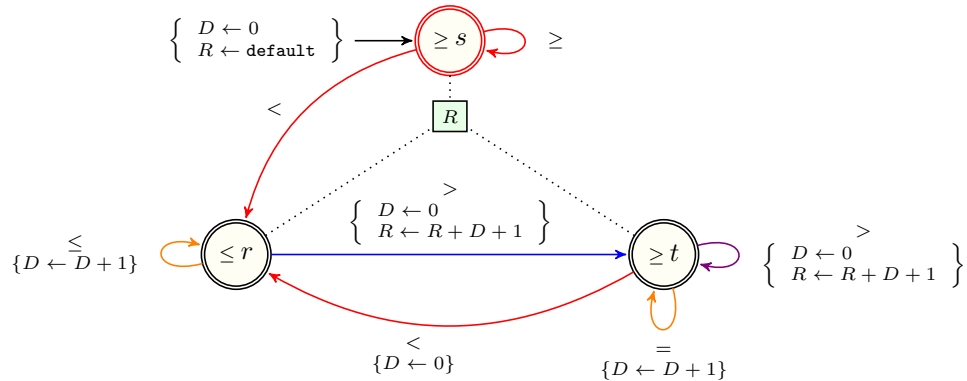 { D ← 0
R ← default }
≥ s
≥
<
R
>
{ D ← 0
R ← R + D + 1 }
≤
{D ← D + 1}
≤ r
≥ t
>
{ D ← 0
R ← R + D + 1 }
<
{D ← 0}
=
{D ← D + 1}